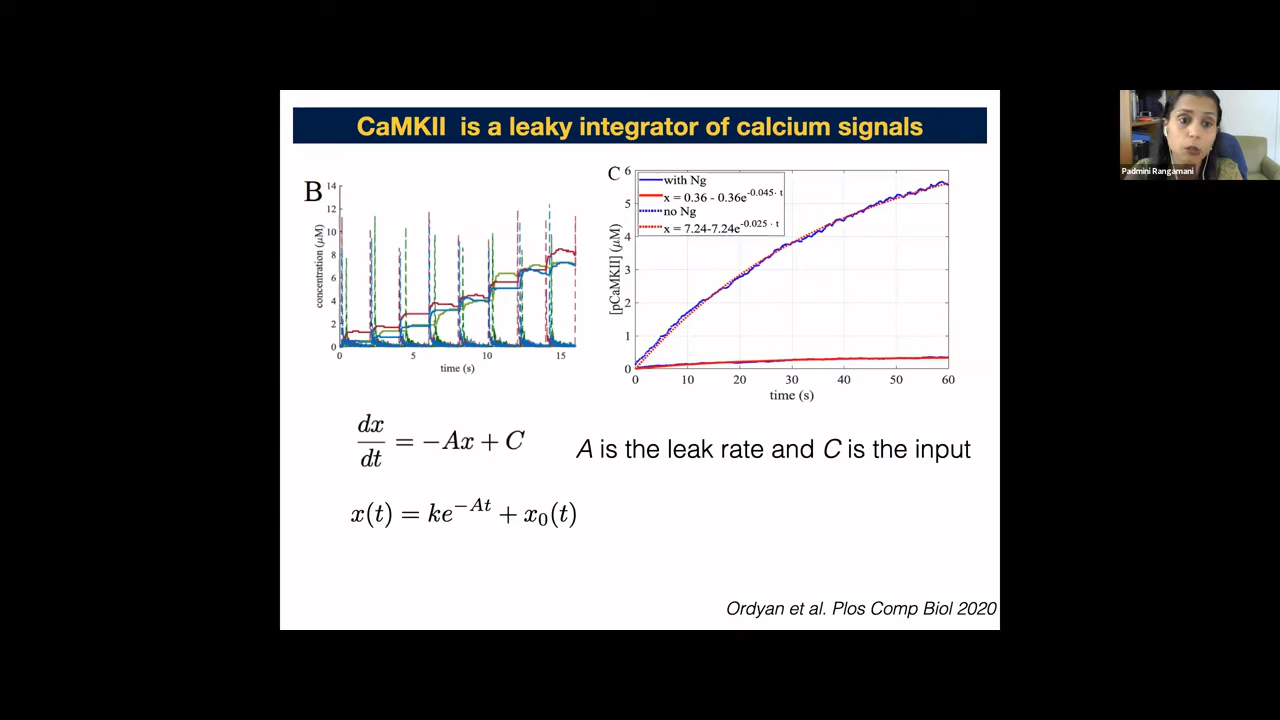 CaMKII is a leaky integrator of calcium signals
Padmini Rangamani
B
14
12
10
8
6
4
2
0
concentration (μM)
0 5 10 15
time (s)
C
6
5
4
3
2
1
0
[pCaMKII] (μM)
with Ng
x = 0.36 - 0.36e^-0.045· t
no Ng
x = 7.24-7.24e^-0.025 · t
0 10 20 30 40 50 60
time (s)
dx/dt = −Ax + C
A is the leak rate and C is the input
x(t) = ke^−At + x₀(t)
Ordyan et al. Plos Comp Biol 2020